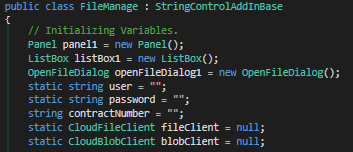 public class FileManage : StringControlAddInBase
{
    // Initializing Variables.
    Panel panel1 = new Panel();
    ListBox listBox1 = new ListBox();
    OpenFileDialog openFileDialog1 = new OpenFileDialog();
    static string user = "";
    static string password = "";
    string contractNumber = "";
    static CloudFileClient fileClient = null;
    static CloudBlobClient blobClient = null;